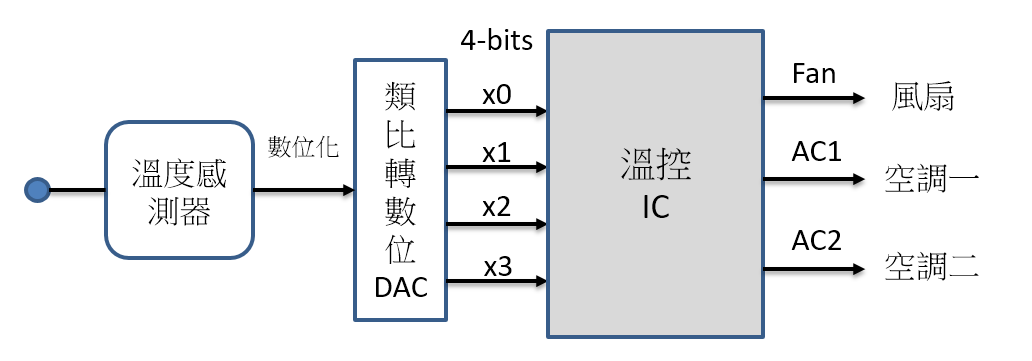 4-bits
類
比
轉
數
位
DAC
溫度感
測器
數位化
x0
x1
x2
x3
溫控
IC
Fan
風扇
AC1
空調一
AC2
空調二